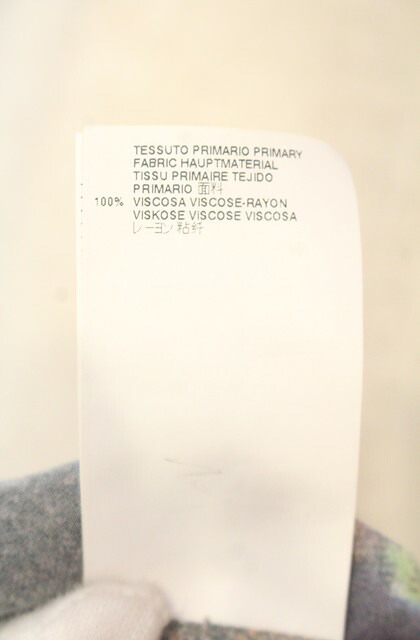 TESSUTO PRIMARIO PRIMARY
FABRIC HAUPTMATERIAL
TISSU PRIMAIRE TEJIDO
PRIMARIO 面料
100% VISCOSA VISCOSE-RAYON
VISKOSE VISCOSE VISCOSA
レーヨン 粘纤